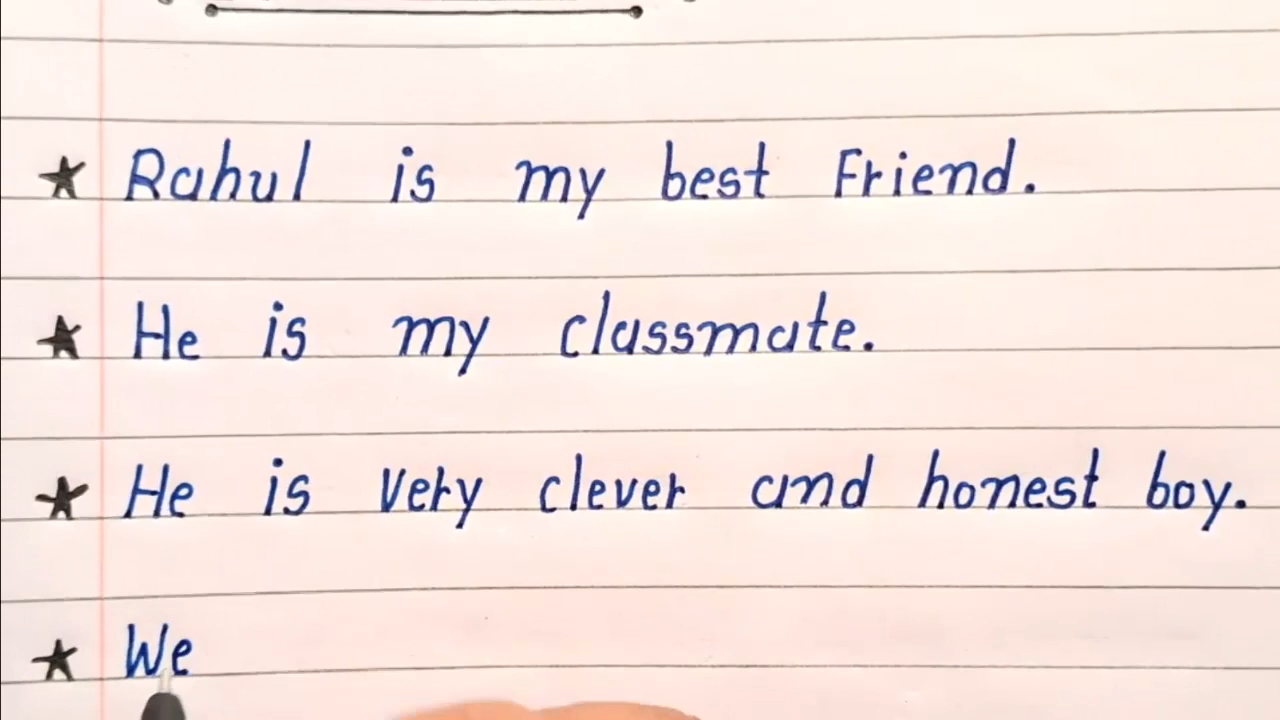 ★ Rahul is my best Friend.
★ He is my classmate.
★ He is very clever and honest boy.
★ We